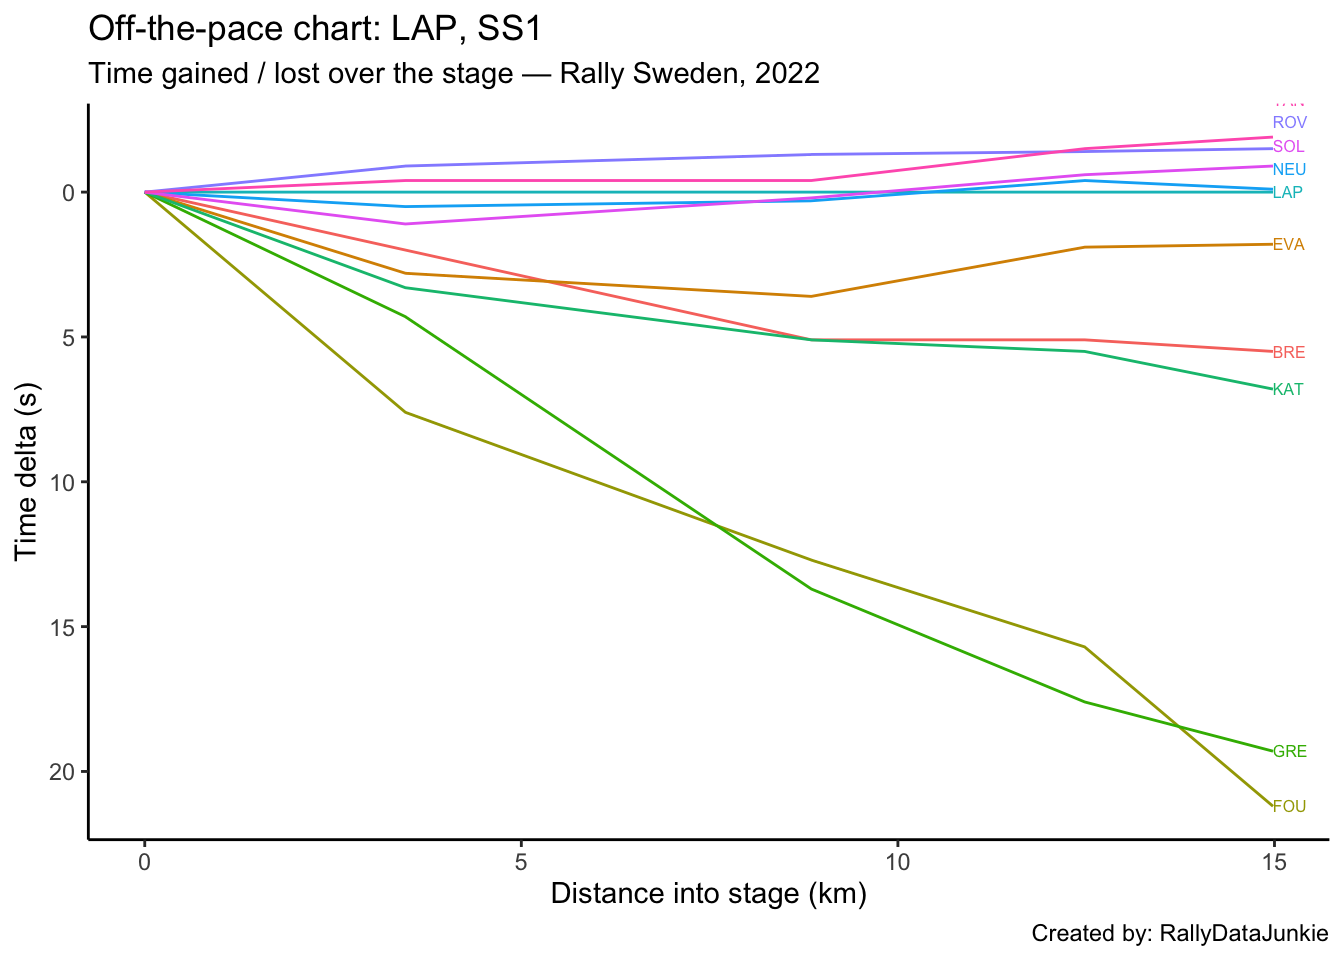 Off-the-pace chart: LAP, SS1
Time gained / lost over the stage — Rally Sweden, 2022
ROV
SOL
NEU
LAP
EVA
BRE
KAT
GRE
FOU
0
5
10
15
20
Time delta (s)
0
5
10
15
Distance into stage (km)
Created by: RallyDataJunkie